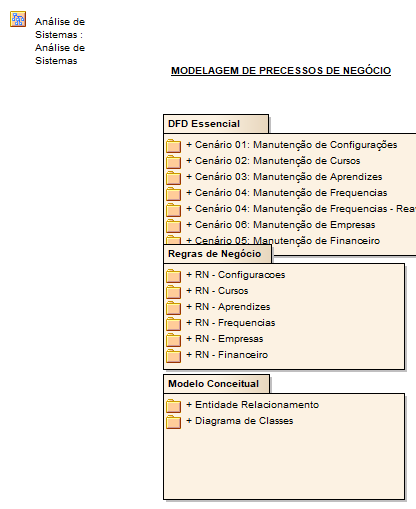 Análise de
Sistemas :
Análise de
Sistemas
MODELAGEM DE PRECESSOS DE NEGÓCIO
DFD Essencial
+ Cenário 01: Manutenção de Configurações
+ Cenário 02: Manutenção de Cursos
+ Cenário 03: Manutenção de Aprendizes
+ Cenário 04: Manutenção de Frequencias
+ Cenário 04: Manutenção de Frequencias - Rea
+ Cenário 06: Manutenção de Empresas
+ Cenário 05: Manutenção de Financeiro
Regras de Negócio
+ RN - Configuracoes
+ RN - Cursos
+ RN - Aprendizes
+ RN - Frequencias
+ RN - Empresas
+ RN - Financeiro
Modelo Conceitual
+ Entidade Relacionamento
+ Diagrama de Classes